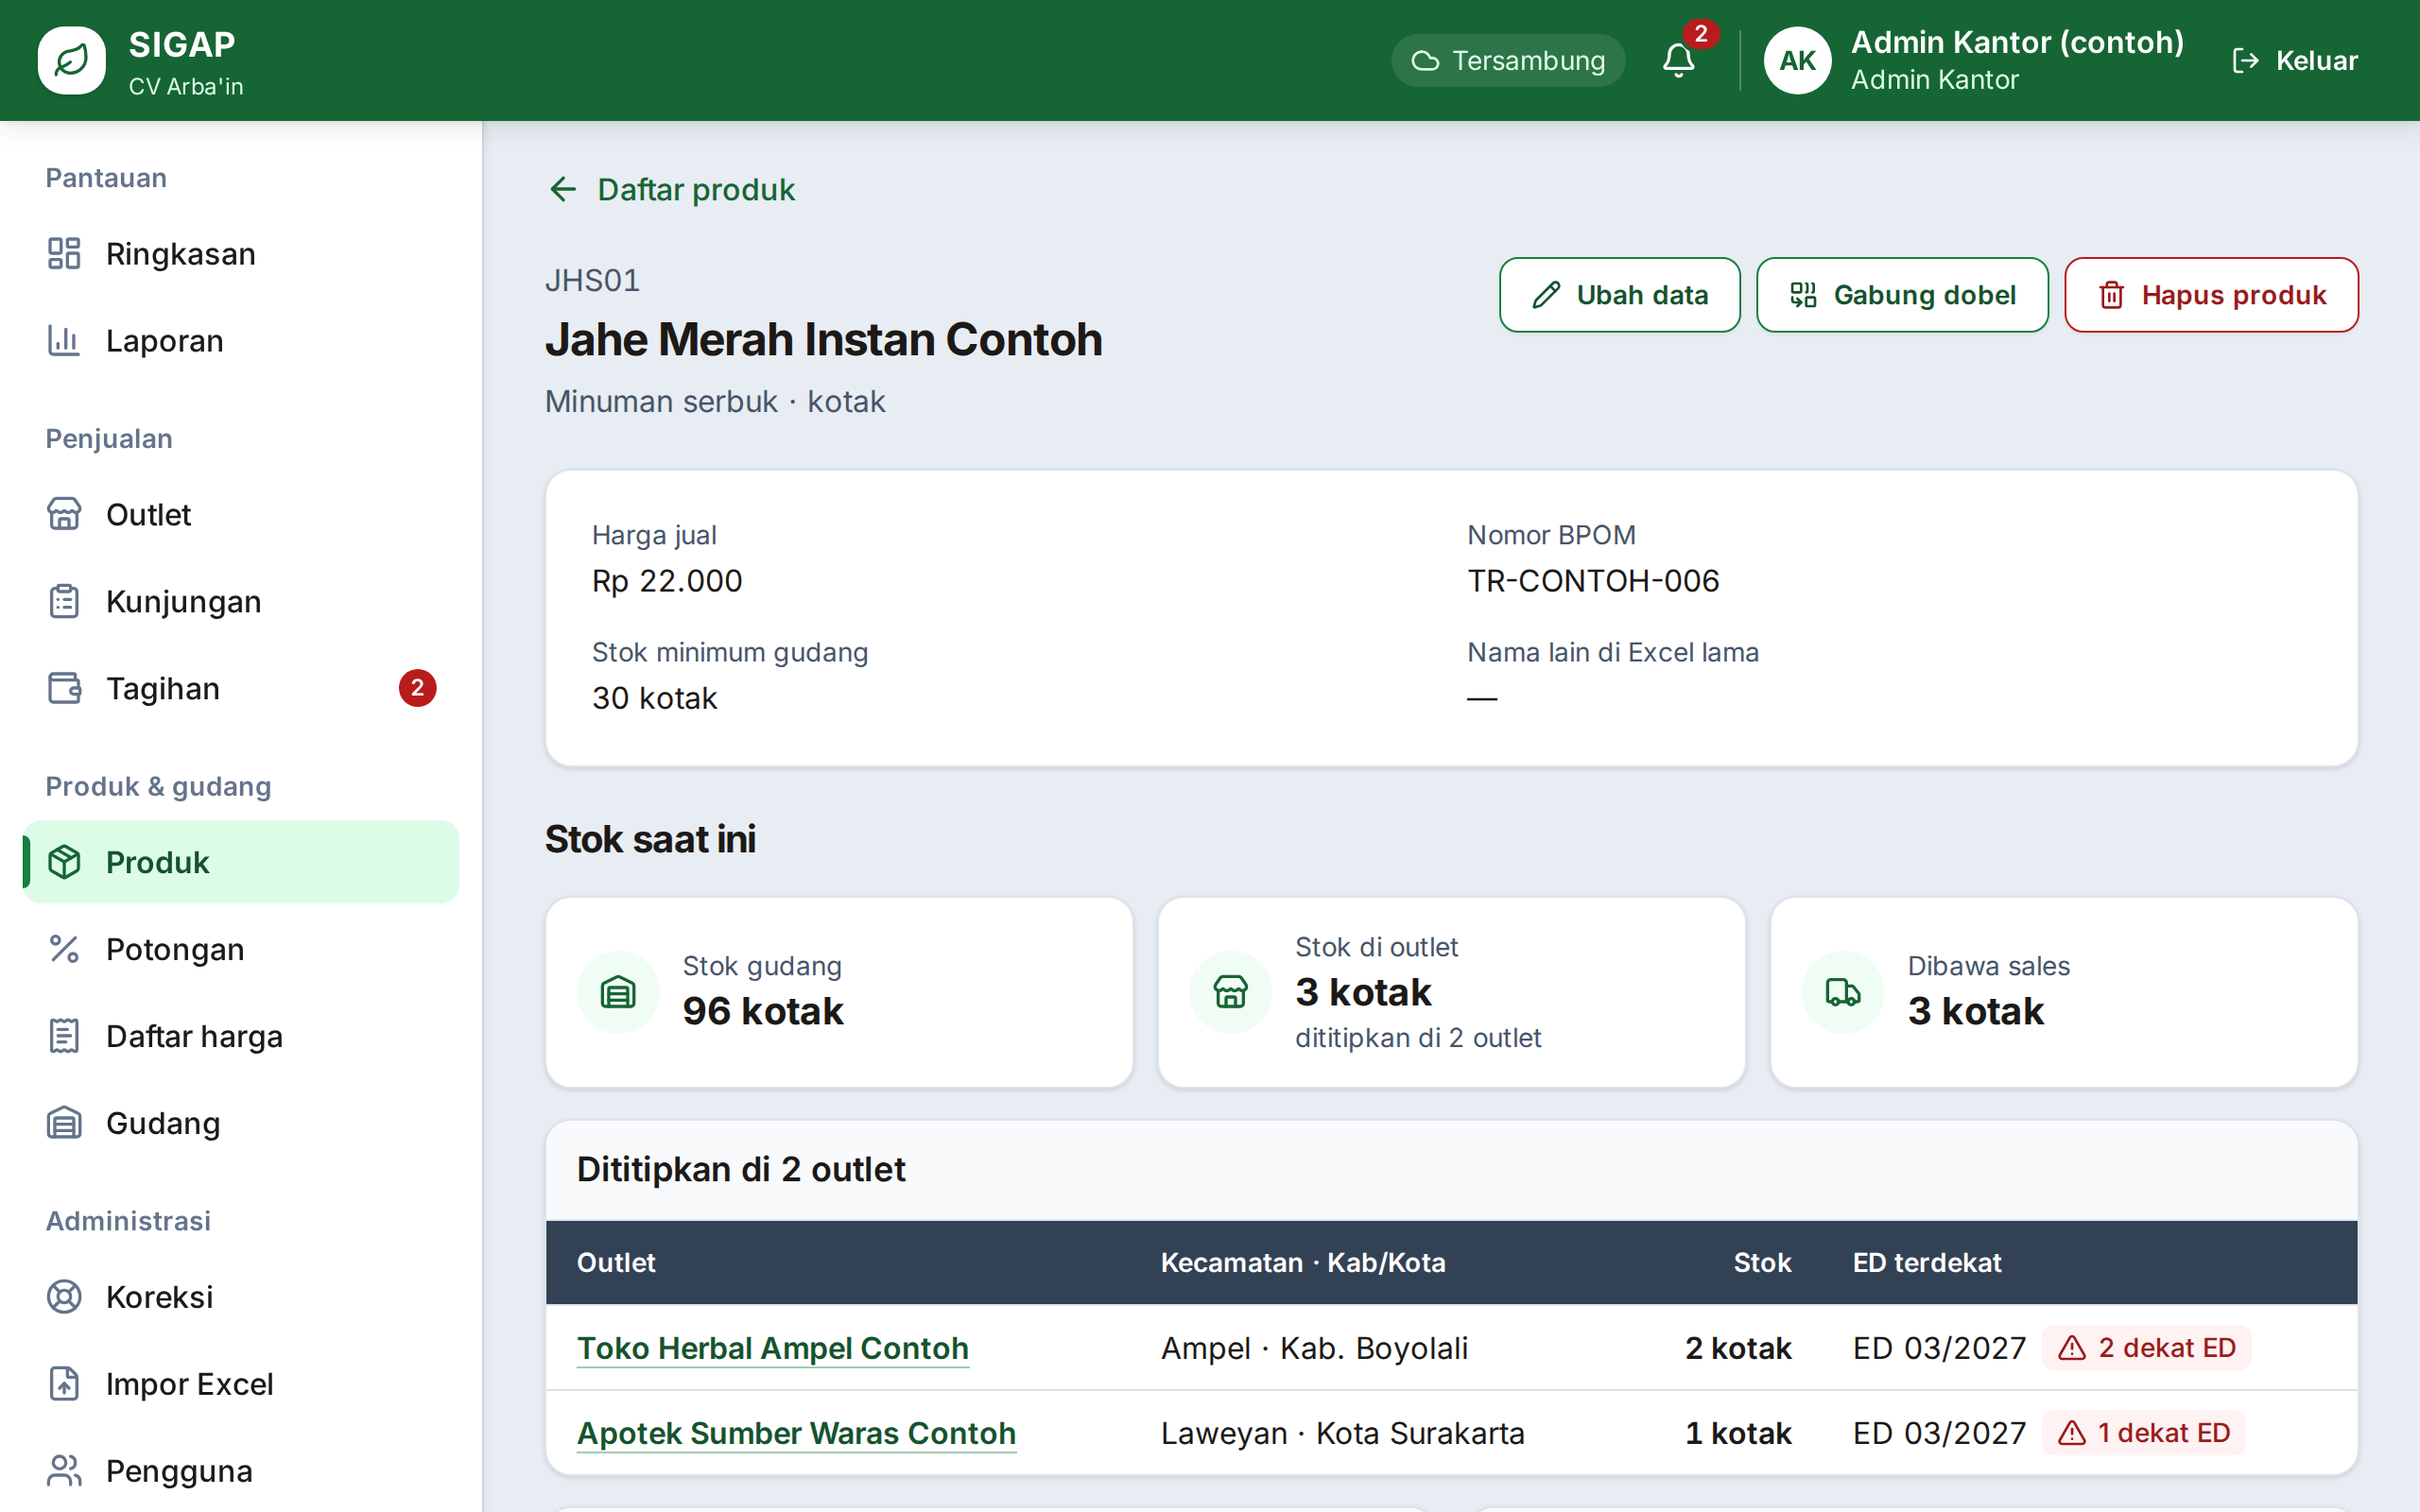 SIGAP
CV Arba'in
Tersambung
2
AK
Admin Kantor (contoh)
Admin Kantor
Keluar
Pantauan
Ringkasan
Laporan
Penjualan
Outlet
Kunjungan
Tagihan
2
Produk & gudang
Produk
Potongan
Daftar harga
Gudang
Administrasi
Koreksi
Impor Excel
Pengguna
Daftar produk
JHS01
Jahe Merah Instan Contoh
Minuman serbuk · kotak
Ubah data
Gabung dobel
Hapus produk
Harga jual
Rp 22.000
Nomor BPOM
TR-CONTOH-006
Stok minimum gudang
30 kotak
Nama lain di Excel lama
—
Stok saat ini
Stok gudang
96 kotak
Stok di outlet
3 kotak
dititipkan di 2 outlet
Dibawa sales
3 kotak
Dititipkan di 2 outlet
Outlet Kecamatan · Kab/Kota Stok ED terdekat
Toko Herbal Ampel Contoh Ampel · Kab. Boyolali 2 kotak ED 03/2027 2 dekat ED
Apotek Sumber Waras Contoh Laweyan · Kota Surakarta 1 kotak ED 03/2027 1 dekat ED